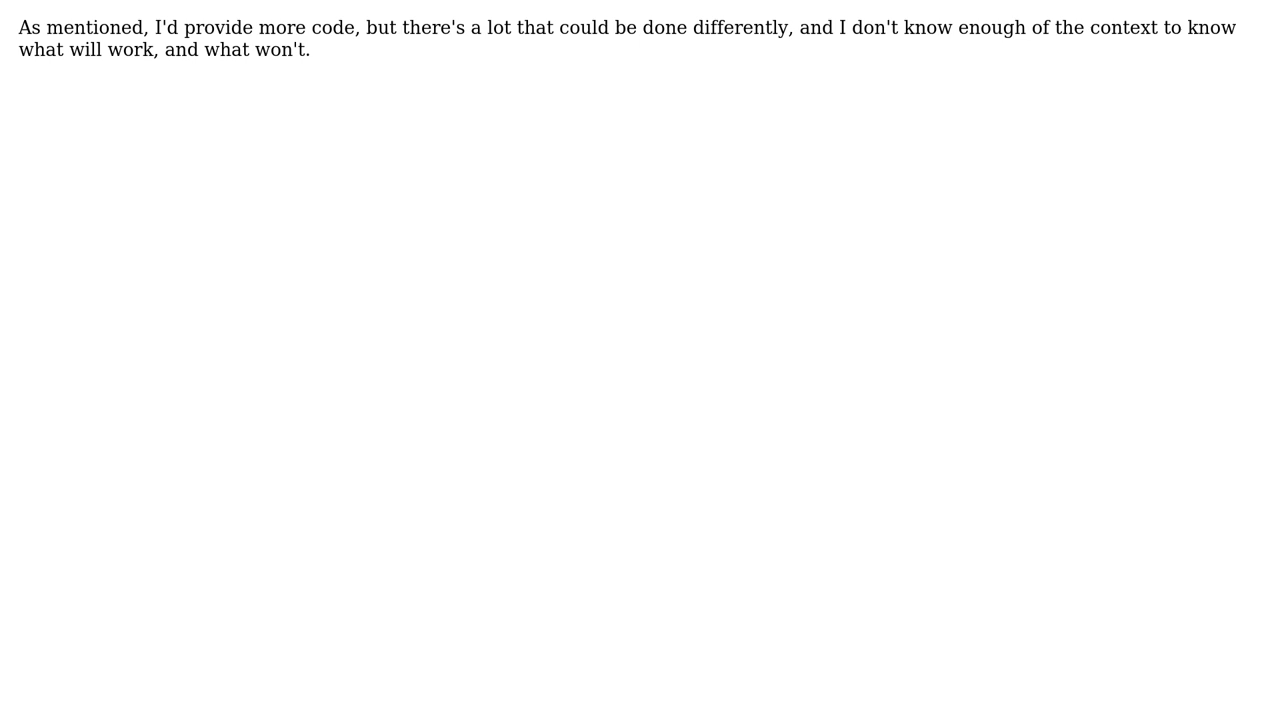 As mentioned, I'd provide more code, but there's a lot that could be done differently, and I don't know enough of the context to know
what will work, and what won't.